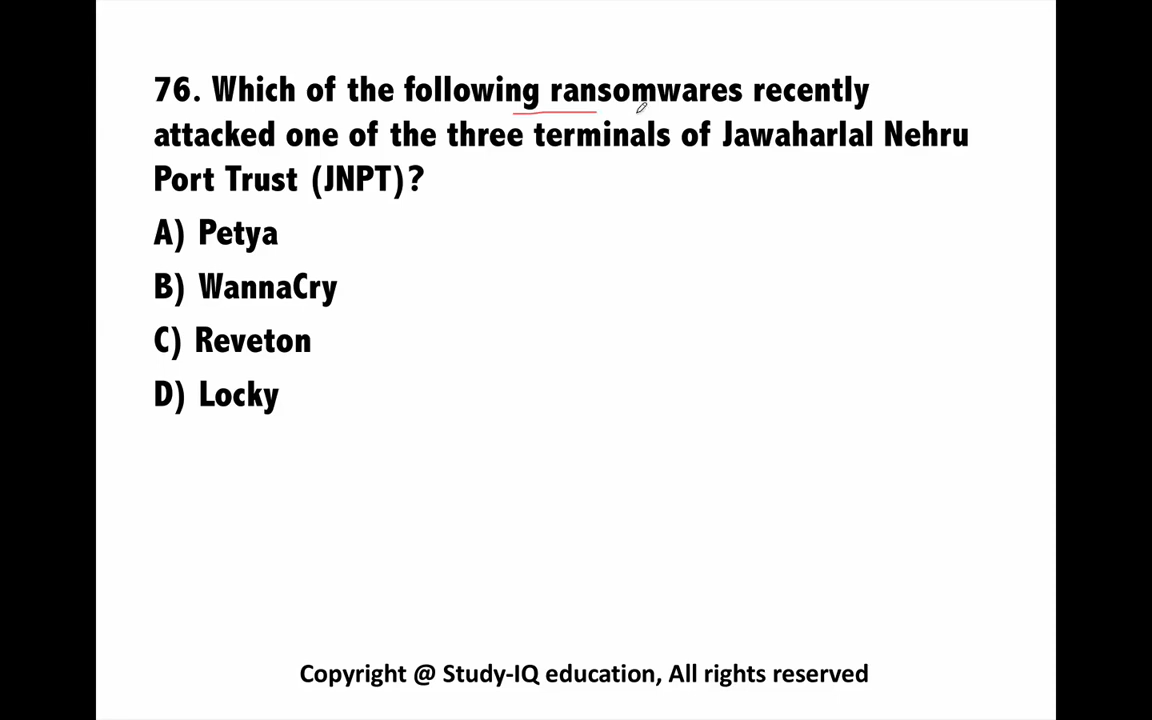 76. Which of the following ransomwares recently
attacked one of the three terminals of Jawaharlal Nehru
Port Trust (JNPT)?
A) Petya
B) WannaCry
C) Reveton
D) Locky
Copyright @ Study-IQ education, All rights reserved